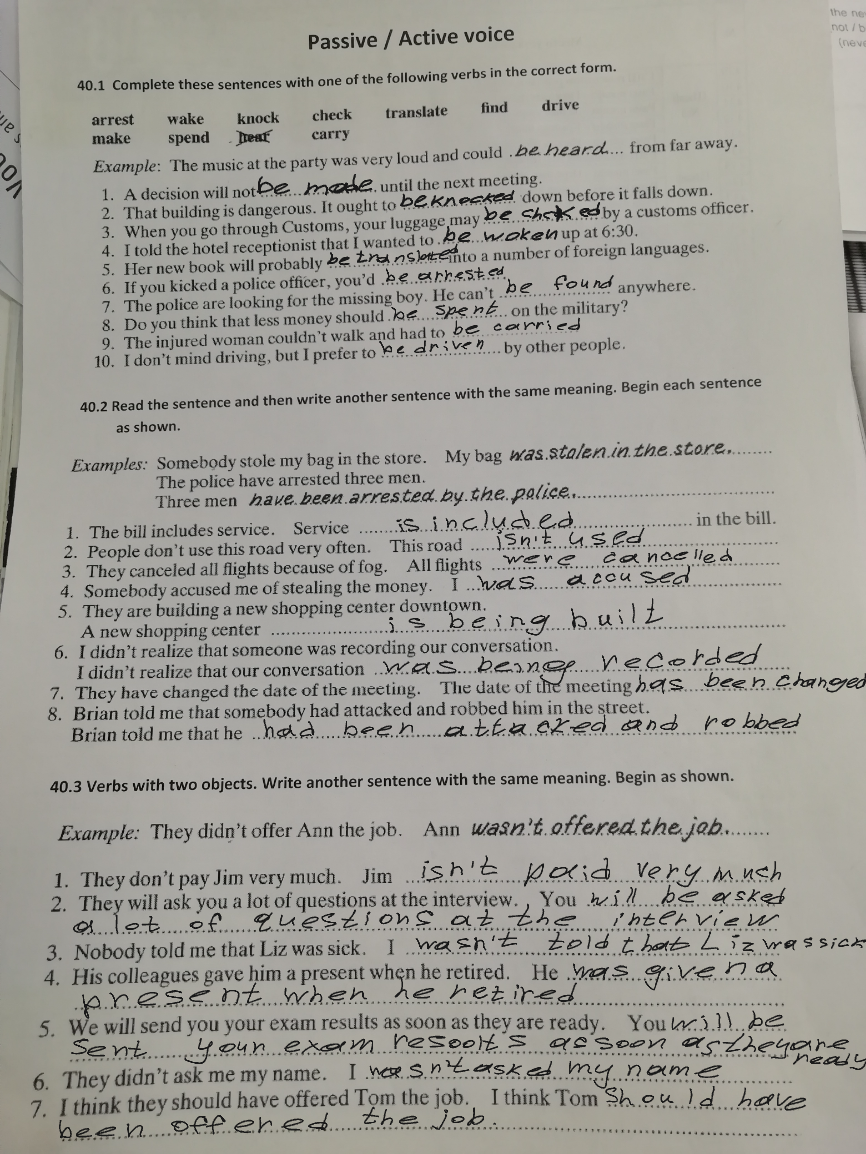 Passive / Active voice
40.1 Complete these sentences with one of the following verbs in the correct form.
arrest wake knock check translate find drive
make spend hear carry
Example: The music at the party was very loud and could be heard from far away.
1. A decision will not be made until the next meeting.
2. That building is dangerous. It ought to be knocked down before it falls down.
3. When you go through Customs, your luggage may be by a customs officer.
4. I told the hotel receptionist that I wanted to be woken up at 6:30.
5. Her new book will probably be translated into a number of foreign languages.
6. If you kicked a police officer, you'd be arrested
7. The police are looking for the missing boy. He can't be found anywhere.
8. Do you think that less money should be spent on the military?
9. The injured woman couldn't walk and had to be carried
10. I don't mind driving, but I prefer to be driven by other people.
40.2 Read the sentence and then write another sentence with the same meaning. Begin each sentence
as shown.
Examples: Somebody stole my bag in the store. My bag was stolen in the store.
The police have arrested three men.
Three men have been arrested by the police.
1. The bill includes service. Service is included in the bill.
2. People don't use this road very often. This road isn't used
3. They canceled all flights because of fog. All flights were cancelled
4. Somebody accused me of stealing the money. I was accused
5. They are building a new shopping center downtown.
A new shopping center is being built
6. I didn't realize that someone was recording our conversation.
I didn't realize that our conversation was being recorded
7. They have changed the date of the meeting. The date of the meeting has been changed
8. Brian told me that somebody had attacked and robbed him in the street.
Brian told me that he had been attacked and robbed
40.3 Verbs with two objects. Write another sentence with the same meaning. Begin as shown.
Example: They didn't offer Ann the job. Ann wasn't offered the job.
1. They don't pay Jim very much. Jim isn't paid very much
2. They will ask you a lot of questions at the interview. You will be asked
a lot of questions at the interview
3. Nobody told me that Liz was sick. I wasn't told that Liz was sick
4. His colleagues gave him a present when he retired. He was given a
present when he retired
5. We will send you your exam results as soon as they are ready. You will be
sent your exam resoolts as soon as they are
ready
6. They didn't ask me my name. I wasn't asked my name
7. I think they should have offered Tom the job. I think Tom should have
been offered the job.